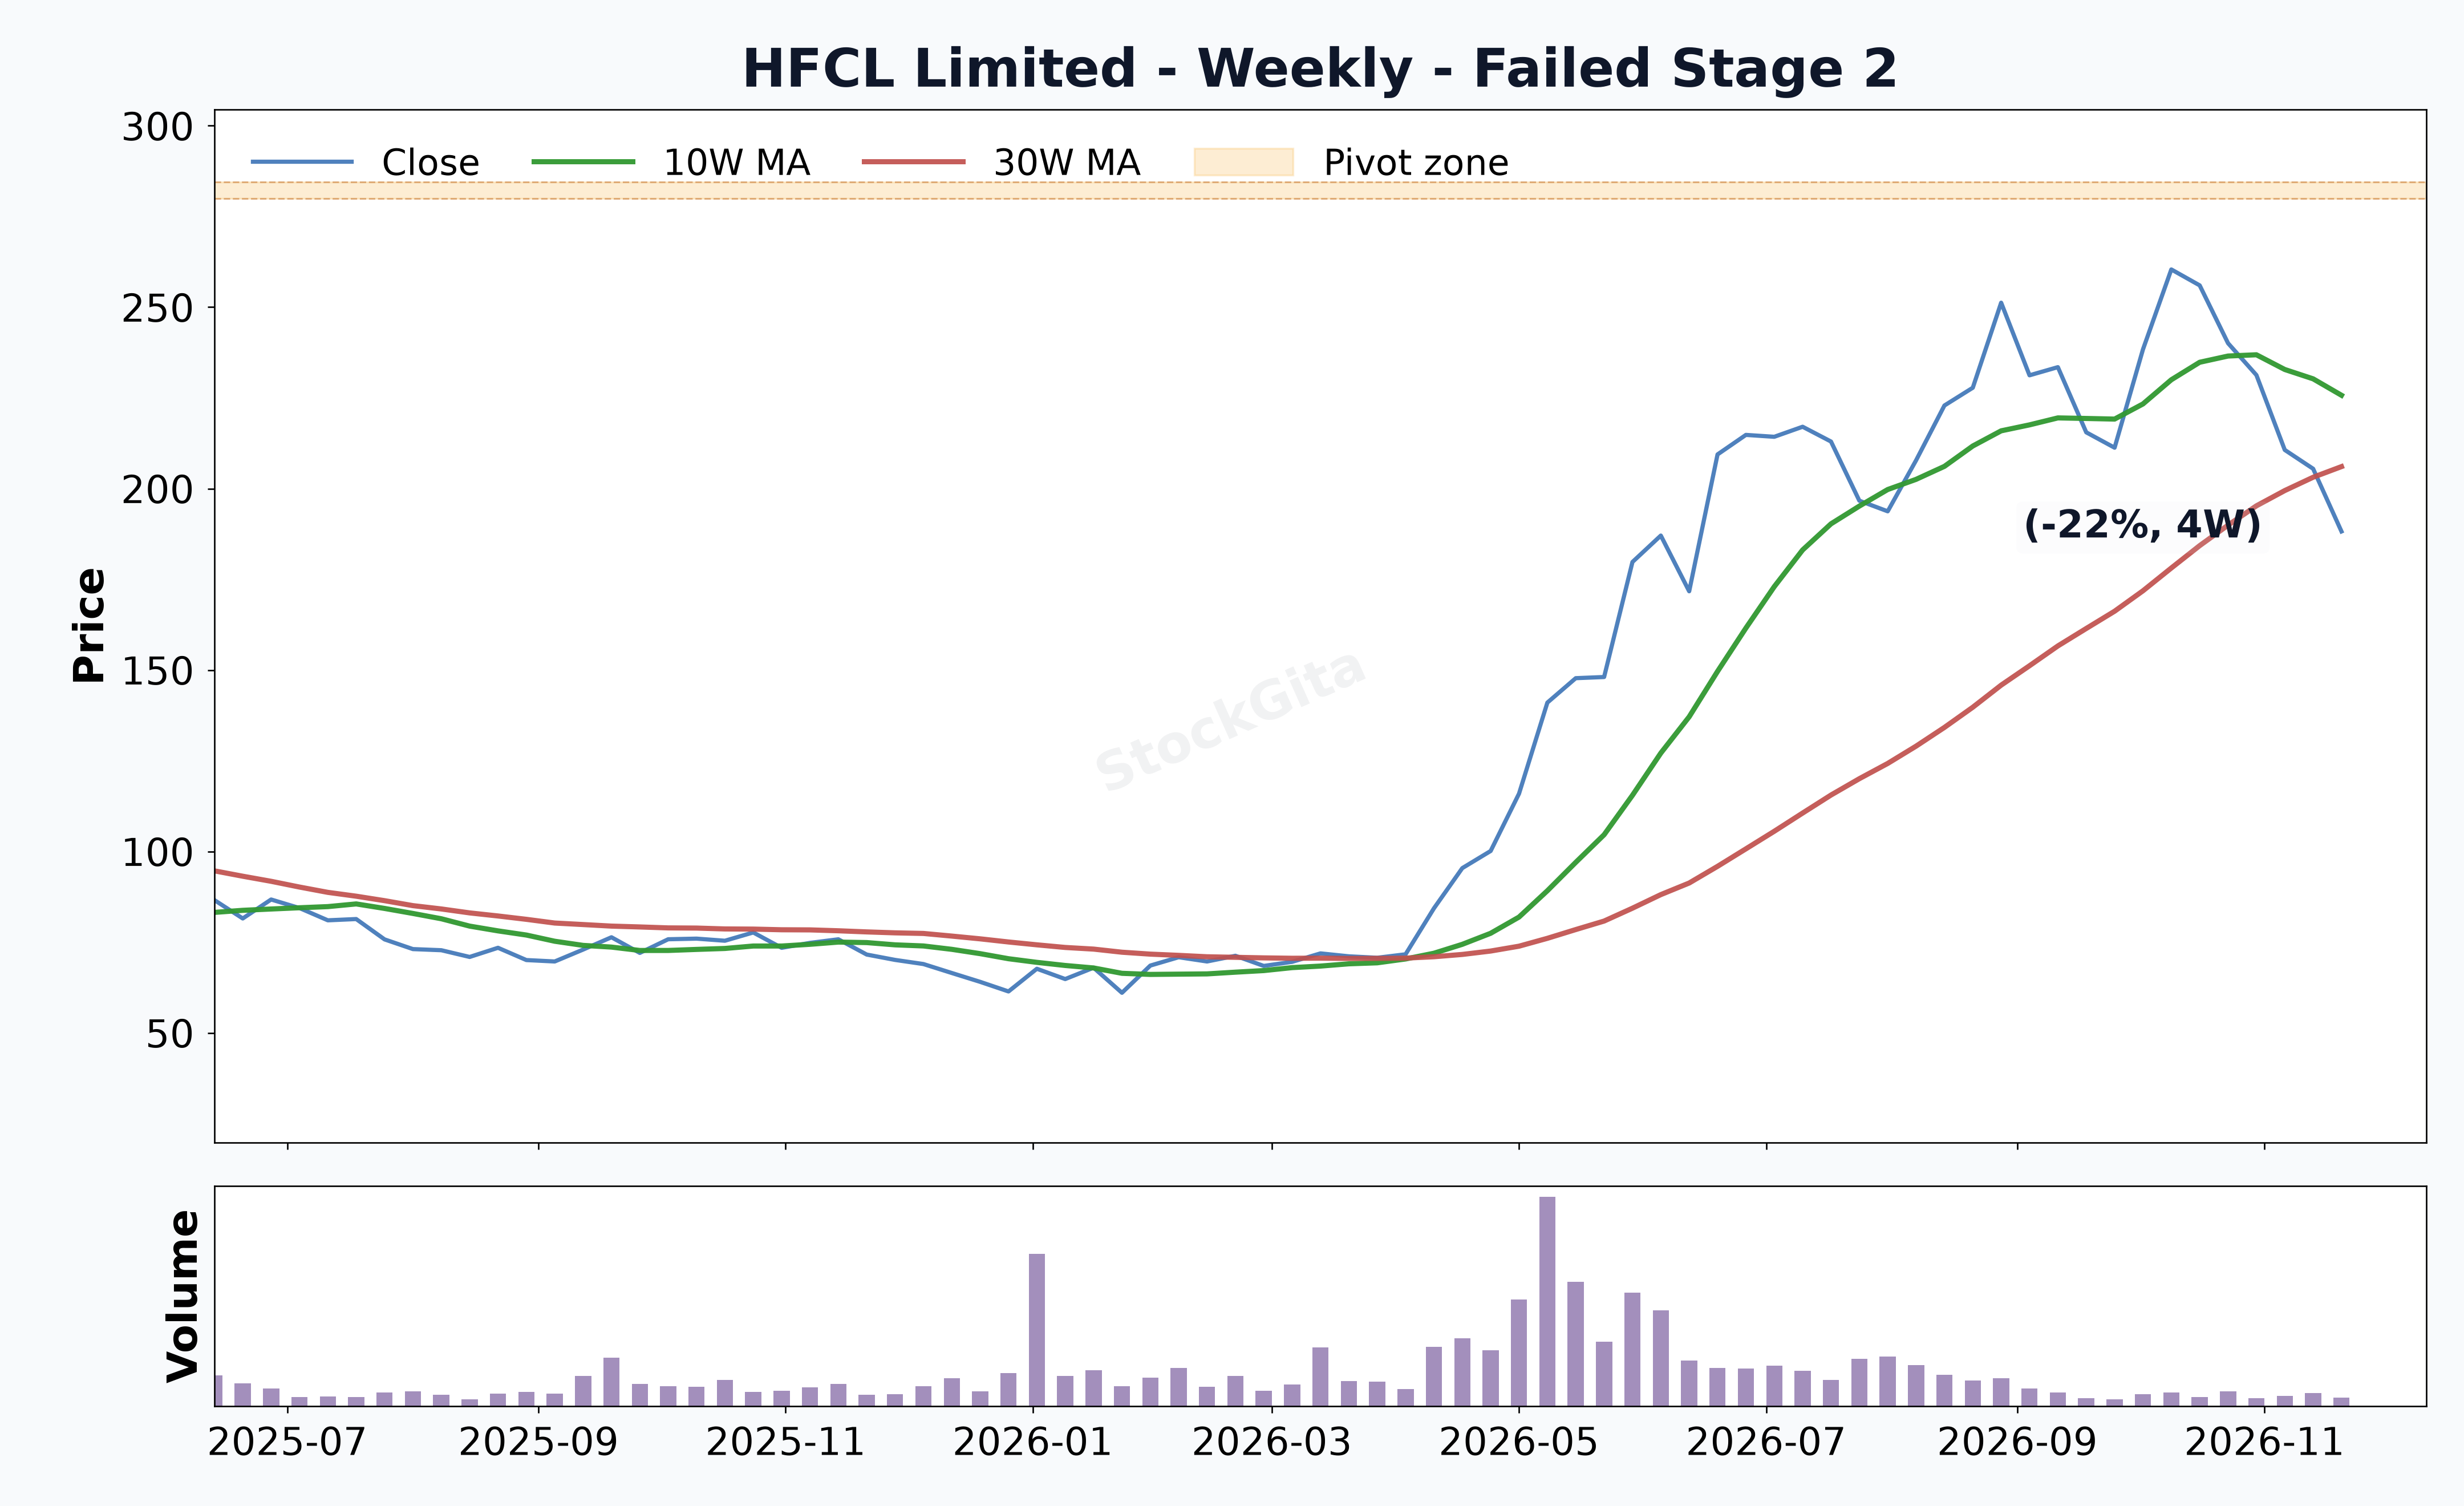 HFCL Limited - Weekly - Failed Stage 2
Close 10W MA 30W MA Pivot zone
300
250
200
150
100
50
Price
(-22%, 4W)
StockGita
Volume
2025-07 2025-09 2025-11 2026-01 2026-03 2026-05 2026-07 2026-09 2026-11